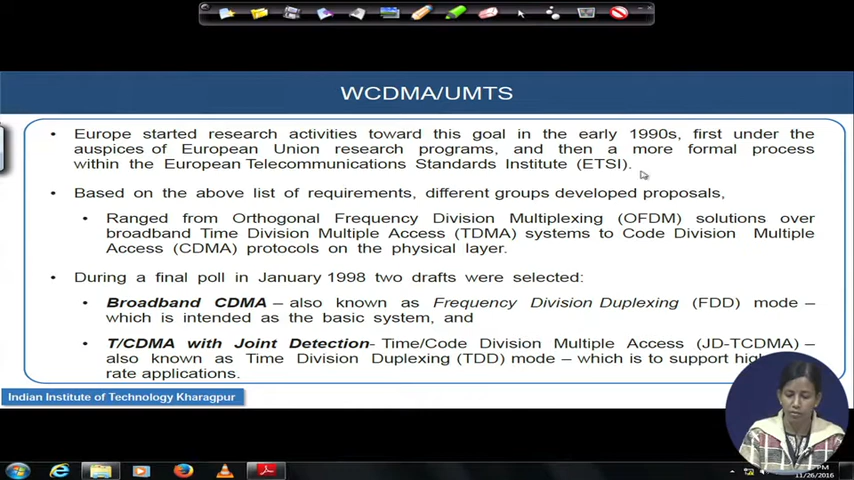 WCDMA/UMTS
• Europe started research activities toward this goal in the early 1990s, first under the
auspices of European Union research programs, and then a more formal process
within the European Telecommunications Standards Institute (ETSI).
• Based on the above list of requirements, different groups developed proposals,
• Ranged from Orthogonal Frequency Division Multiplexing (OFDM) solutions over
broadband Time Division Multiple Access (TDMA) systems to Code Division Multiple
Access (CDMA) protocols on the physical layer.
• During a final poll in January 1998 two drafts were selected:
• Broadband CDMA – also known as Frequency Division Duplexing (FDD) mode –
which is intended as the basic system, and
• T/CDMA with Joint Detection- Time/Code Division Multiple Access (JD-TCDMA) –
also known as Time Division Duplexing (TDD) mode – which is to support hig
rate applications.
Indian Institute of Technology Kharagpur
11/26/2016